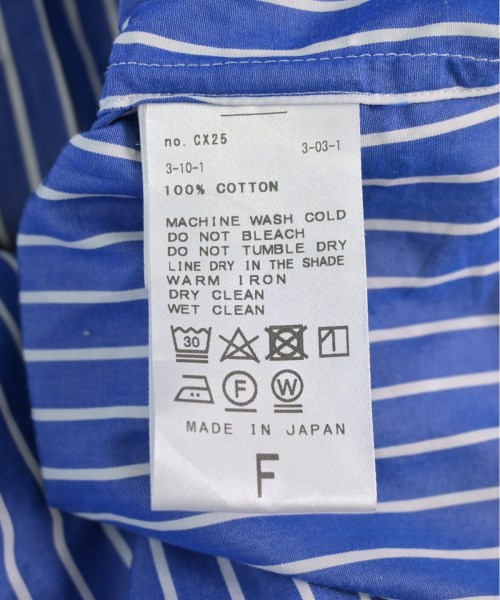 no. CX25 3-03-1
3-10-1
100% COTTON
MACHINE WASH COLD
DO NOT BLEACH
DO NOT TUMBLE DRY
LINE DRY IN THE SHADE
WARM IRON
DRY CLEAN
WET CLEAN
30
F W
MADE IN JAPAN
F